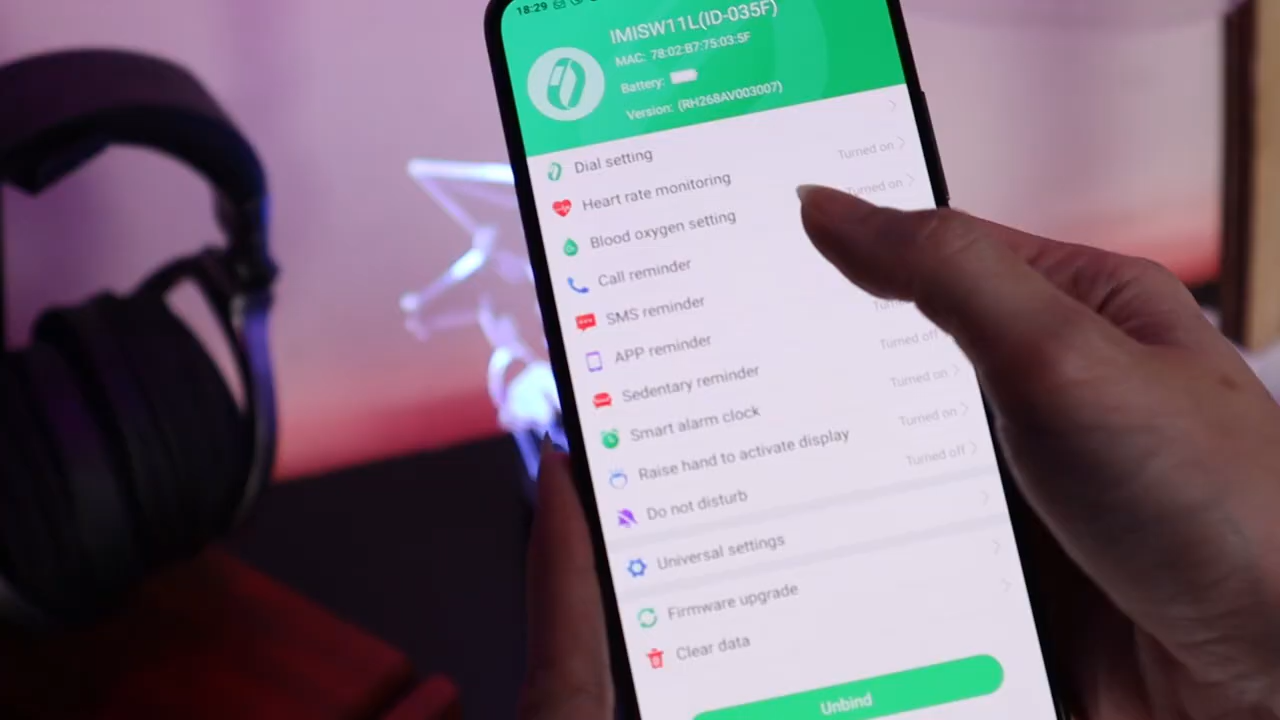 18:29
IMISW11L(ID-035F)
MAC: 78:02:B7:75:03:5F
Battery:
Version: (RH268AV003007)
Dial setting
Heart rate monitoring Turned on
Blood oxygen setting Turned on
Call reminder
SMS reminder
APP reminder
Sedentary reminder Turned off
Smart alarm clock Turned on
Raise hand to activate display Turned on
Do not disturb Turned off
Universal settings
Firmware upgrade
Clear data
Unbind